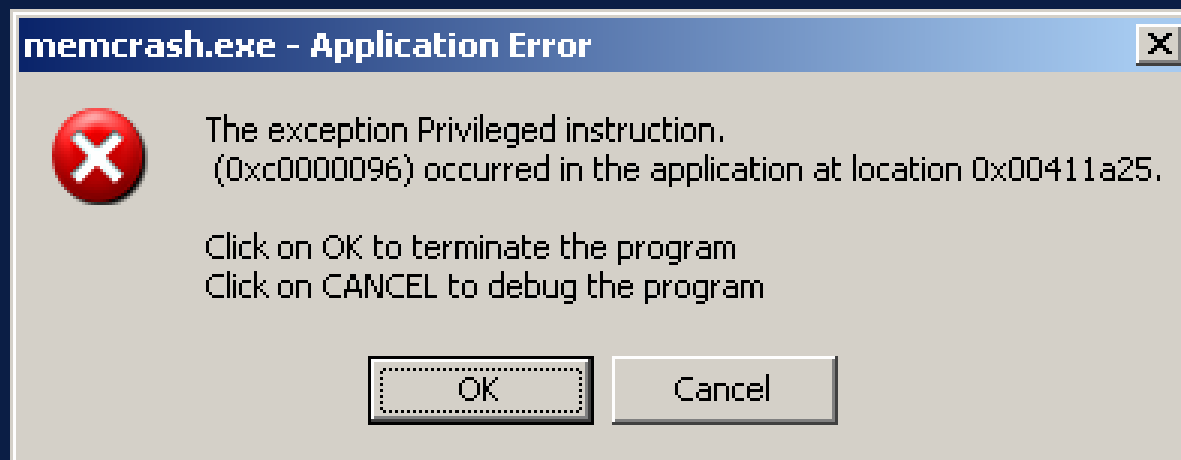 memcrash.exe - Application Error
The exception Privileged instruction.
(0xc0000096) occurred in the application at location 0x00411a25.
Click on OK to terminate the program
Click on CANCEL to debug the program
OK
Cancel